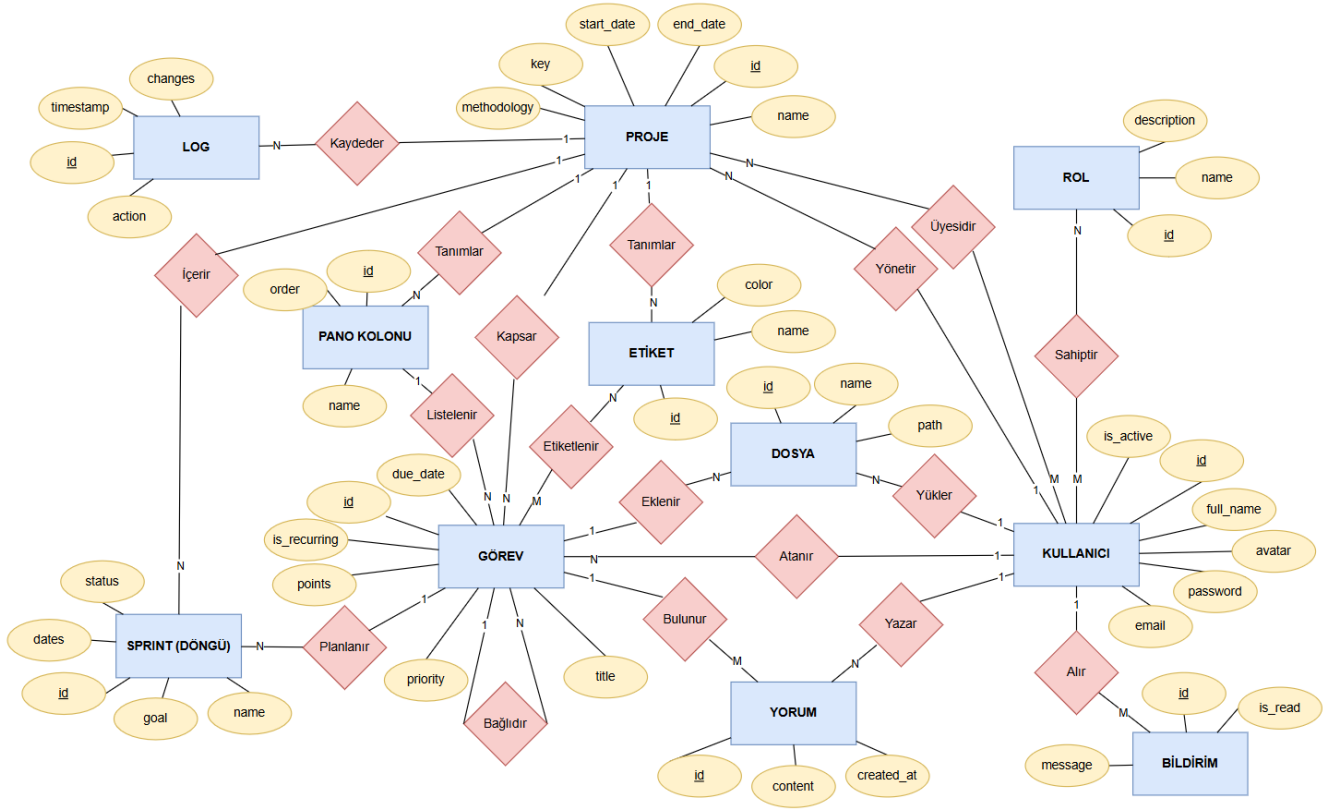 start_date
end_date
key
id
changes
timestamp
methodology
name
PROJE
description
LOG
N
Kaydeder
1
id
action
ROL
name
id
1
1
1
1
N
N
N
Üyesidir
Tanımlar
Tanımlar
Yönetir
İçerir
id
order
N
N
color
PANO KOLONU
Kapsar
name
ETİKET
Sahiptir
1
name
id
N
id
name
Listelenir
Etiketlenir
path
DOSYA
is_active
id
due_date
id
N
N
M
Eklenir
N
N
Yükler
1
M
M
full_name
is_recurring
1
1
GÖREV
N
Atanır
1
KULLANICI
avatar
points
N
status
1
1
1
password
dates
SPRINT (DÖNGÜ)
N
Planlanır
1
1
N
Bulunur
Yazar
email
id
goal
name
priority
title
M
N
Alır
Bağlıdır
YORUM
M
id
is_read
id
content
created_at
message
BİLDİRİM